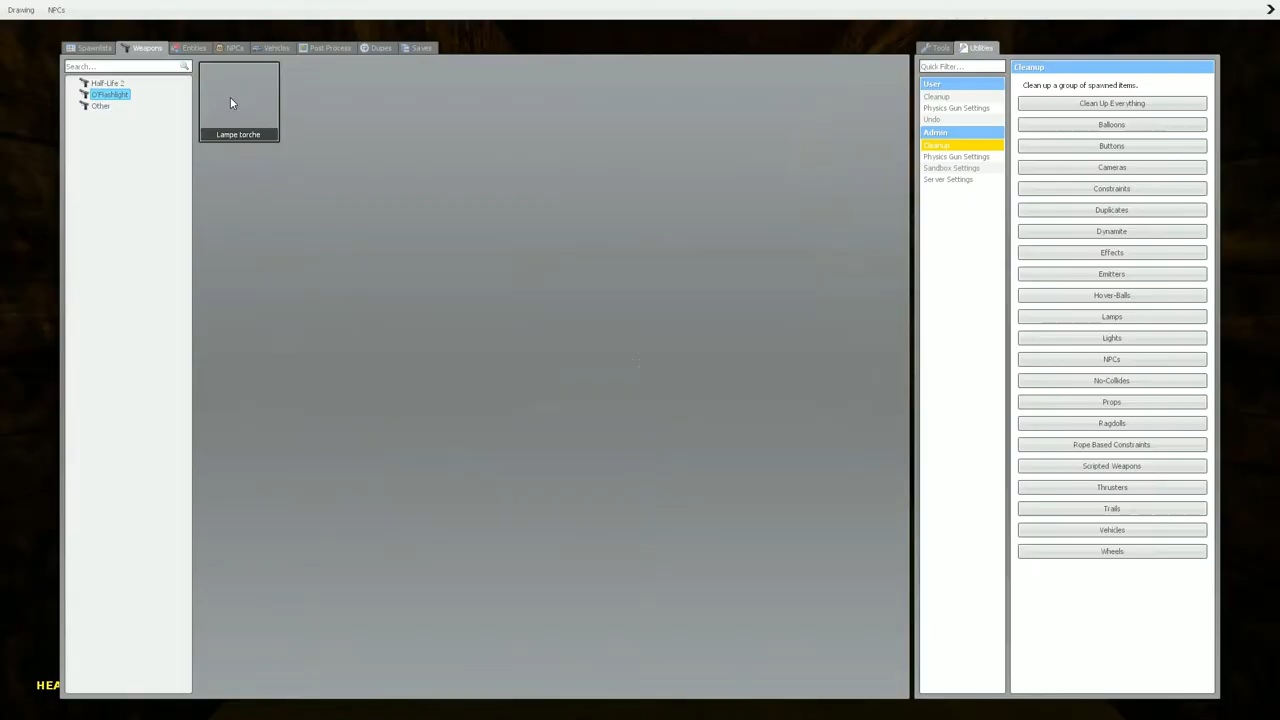 Drawing NPCs
Spawnlists Weapons Entities NPCs Vehicles Post Process Dupes Saves
Search...
Half-Life 2
O'Flashlight
Other
Lampe torche
Tools Utilities
Quick Filter...
User
Cleanup
Physics Gun Settings
Undo
Admin
Cleanup
Physics Gun Settings
Sandbox Settings
Server Settings
Cleanup
Clean up a group of spawned items.
Clean Up Everything
Balloons
Buttons
Cameras
Constraints
Duplicates
Dynamite
Effects
Emitters
Hover-Balls
Lamps
Lights
NPCs
No-Collides
Props
Ragdolls
Rope Based Constraints
Scripted Weapons
Thrusters
Trails
Vehicles
Wheels
HEA